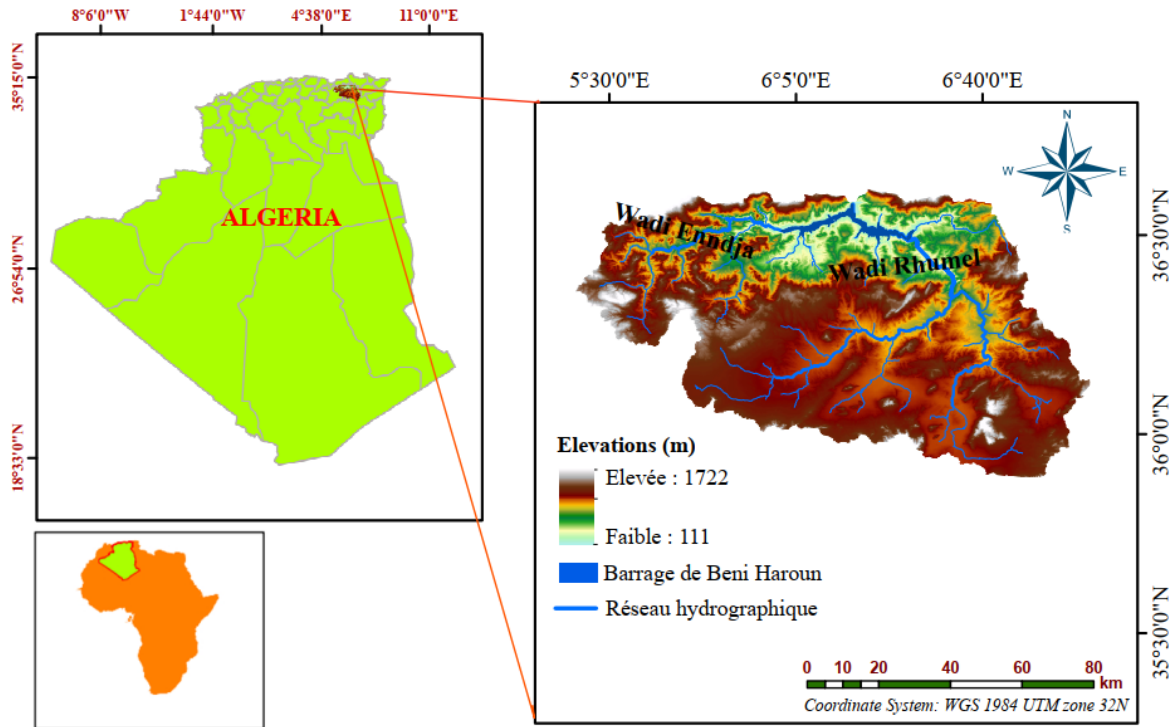 8°6'0"W 1°44'0"W 4°38'0"E 11°0'0"E
35°15'0"N
26°54'0"N
18°33'0"N
ALGERIA
5°30'0"E 6°5'0"E 6°40'0"E
N
W E
S
36°30'0"N
36°0'0"N
35°30'0"N
Wadi Enndja
Wadi Rhumel
Elevations (m)
Elevée : 1722
Faible : 111
Barrage de Beni Haroun
Réseau hydrographique
0 10 20 40 60 80
km
Coordinate System: WGS 1984 UTM zone 32N